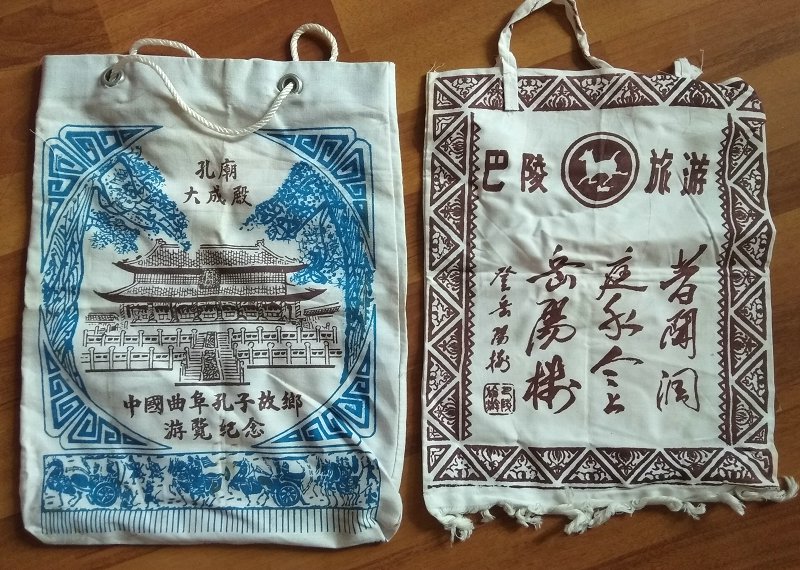 孔廟
大成殿
中國曲阜孔子故鄉
游覽纪念
巴陵 旅游
昔聞洞
庭水今上
岳陽樓
登岳陽樓